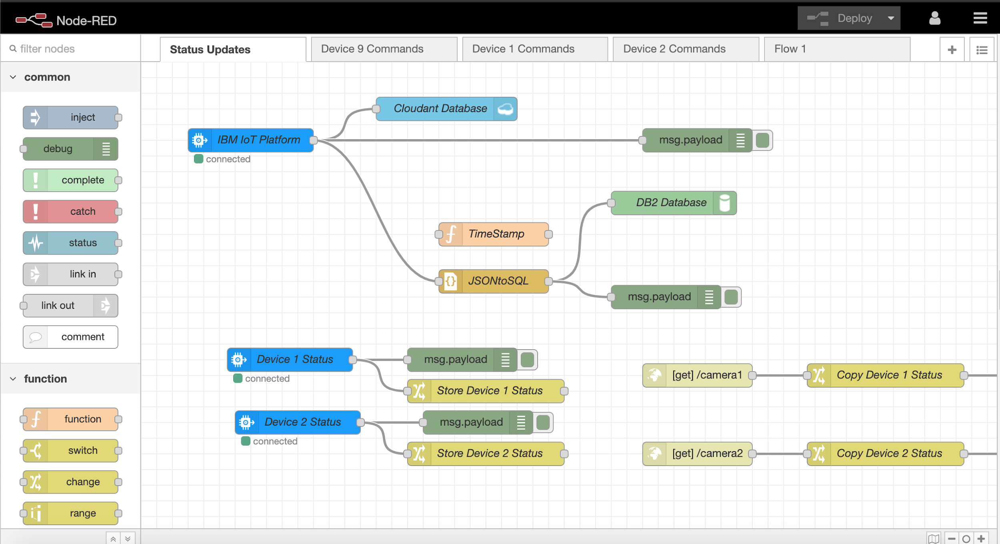 Node-RED
Deploy
filter nodes
Status Updates
Device 9 Commands
Device 1 Commands
Device 2 Commands
Flow 1
common
inject
debug
complete
catch
status
link in
link out
comment
function
function
switch
change
range
Cloudant Database
IBM IoT Platform
connected
msg.payload
DB2 Database
TimeStamp
{} JSONtoSQL
msg.payload
Device 1 Status
connected
msg.payload
Store Device 1 Status
[get] /camera1
Copy Device 1 Status
Device 2 Status
connected
msg.payload
Store Device 2 Status
[get] /camera2
Copy Device 2 Status